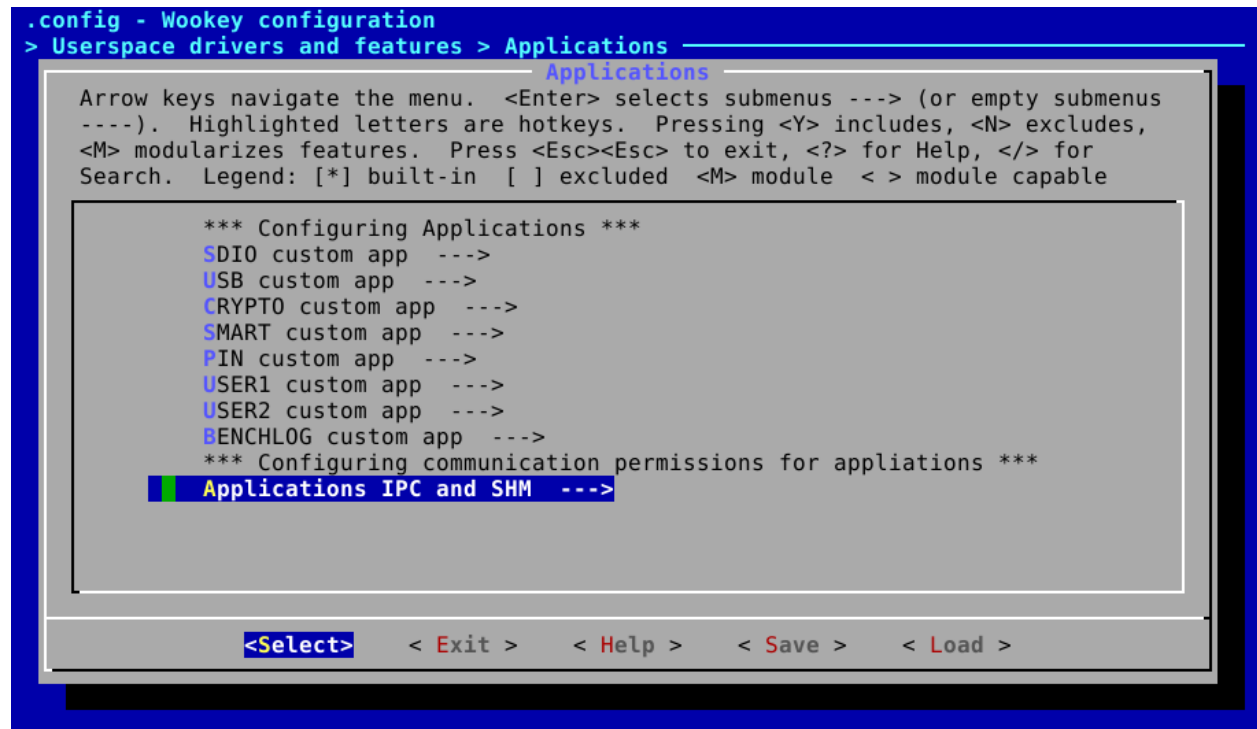 .config - Wookey configuration
> Userspace drivers and features > Applications
Applications
Arrow keys navigate the menu.  <Enter> selects submenus ---> (or empty submenus
----).  Highlighted letters are hotkeys.  Pressing <Y> includes, <N> excludes,
<M> modularizes features.  Press <Esc><Esc> to exit, <?> for Help, </> for
Search.  Legend: [*] built-in  [ ] excluded  <M> module  < > module capable
*** Configuring Applications ***
SDIO custom app  --->
USB custom app  --->
CRYPTO custom app  --->
SMART custom app  --->
PIN custom app  --->
USER1 custom app  --->
USER2 custom app  --->
BENCHLOG custom app  --->
*** Configuring communication permissions for appliations ***
Applications IPC and SHM  --->
<Select>    < Exit >    < Help >    < Save >    < Load >